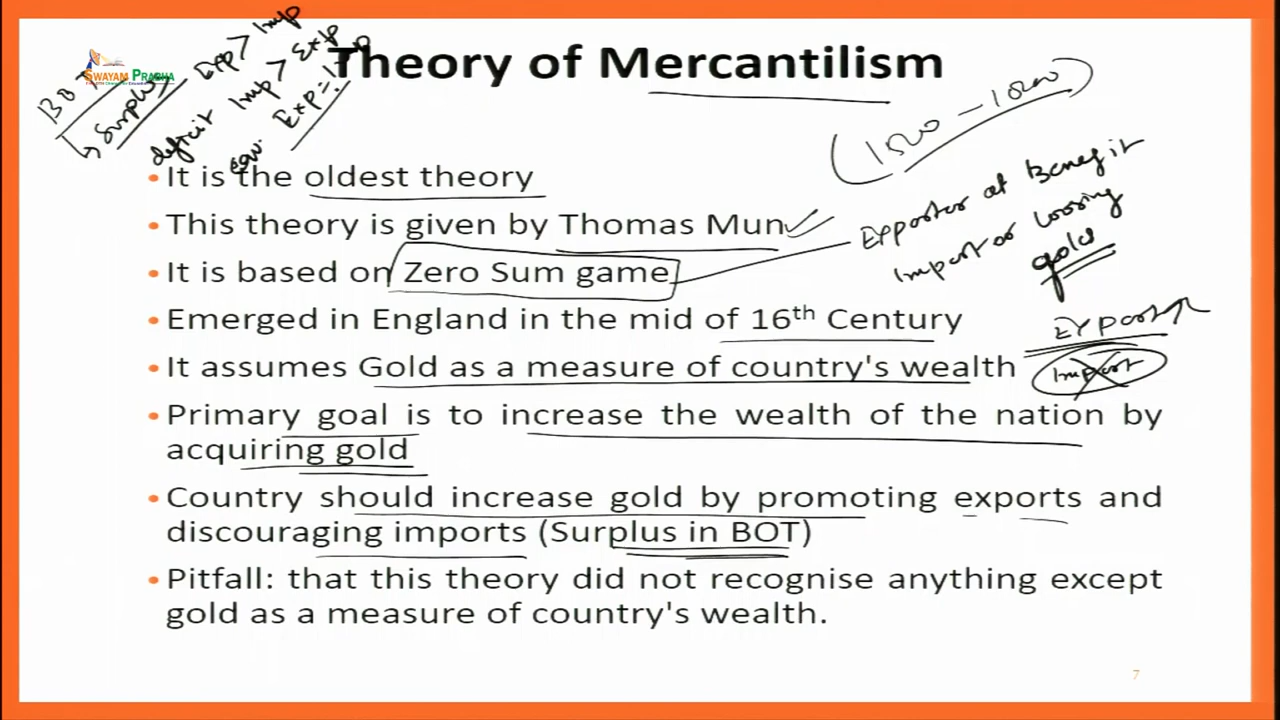 Theory of Mercantilism
SWAYAM PRABHA
BOT
Surplus Exp > Imp
deficit Imp > Exp
equ. Exp = Imp
(1500 - 1800)
• It is the oldest theory
• This theory is given by Thomas Mun
• It is based on Zero Sum game
Exporter at Benefit
Importer loosing
gold
• Emerged in England in the mid of 16th Century
Export
Import
• It assumes Gold as a measure of country's wealth
• Primary goal is to increase the wealth of the nation by
acquiring gold
• Country should increase gold by promoting exports and
discouraging imports (Surplus in BOT)
• Pitfall: that this theory did not recognise anything except
gold as a measure of country's wealth.
7